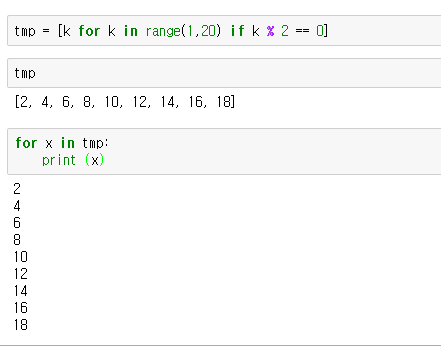 tmp = [k for k in range(1,20) if k % 2 == 0]
tmp
[2, 4, 6, 8, 10, 12, 14, 16, 18]
for x in tmp:
    print (x)
2
4
6
8
10
12
14
16
18